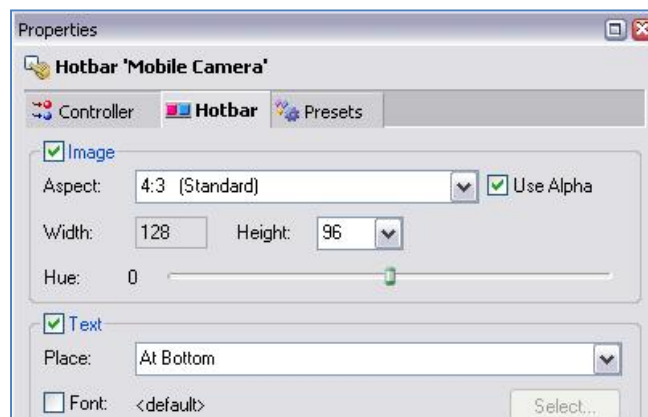 Properties
Hotbar 'Mobile Camera'
Controller Hotbar Presets
Image
Aspect: 4:3 (Standard) Use Alpha
Width: 128 Height: 96
Hue: 0
Text
Place: At Bottom
Font: <default> Select...